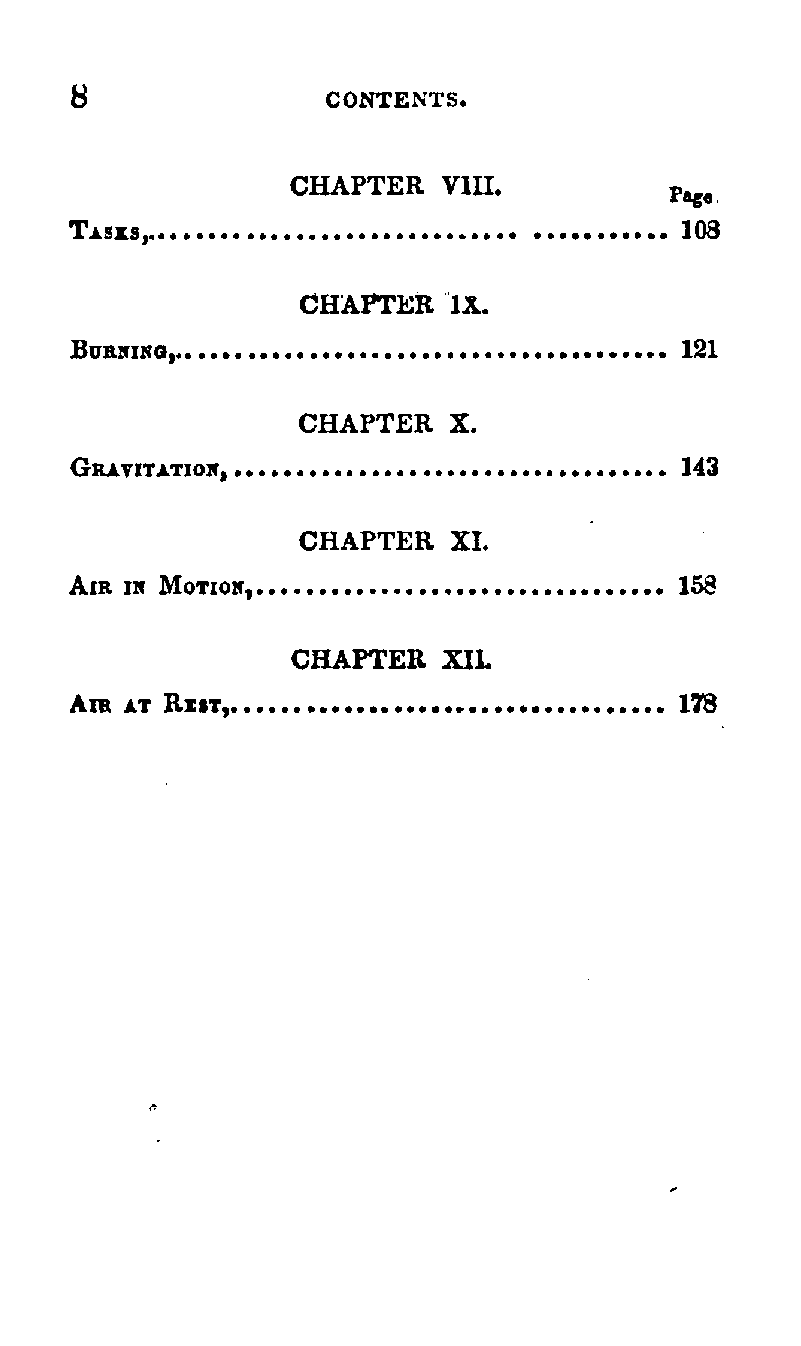 8 CONTENTS.
CHAPTER VIII.
Page.
TASKS,........................................ 108
CHAPTER IX.
BURNING,........................................ 121
CHAPTER X.
GRAVITATION,................................... 143
CHAPTER XI.
AIR IN MOTION,................................. 158
CHAPTER XII.
AIR AT REST,................................... 178